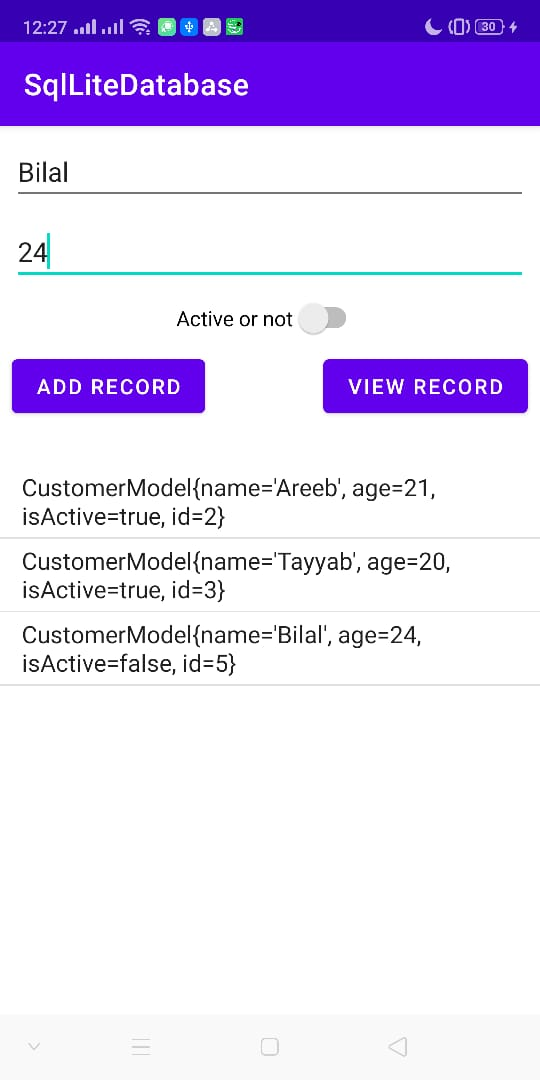 12:27
30
SqlLiteDatabase
Bilal
24
Active or not
ADD RECORD
VIEW RECORD
CustomerModel{name='Areeb', age=21,
isActive=true, id=2}
CustomerModel{name='Tayyab', age=20,
isActive=true, id=3}
CustomerModel{name='Bilal', age=24,
isActive=false, id=5}